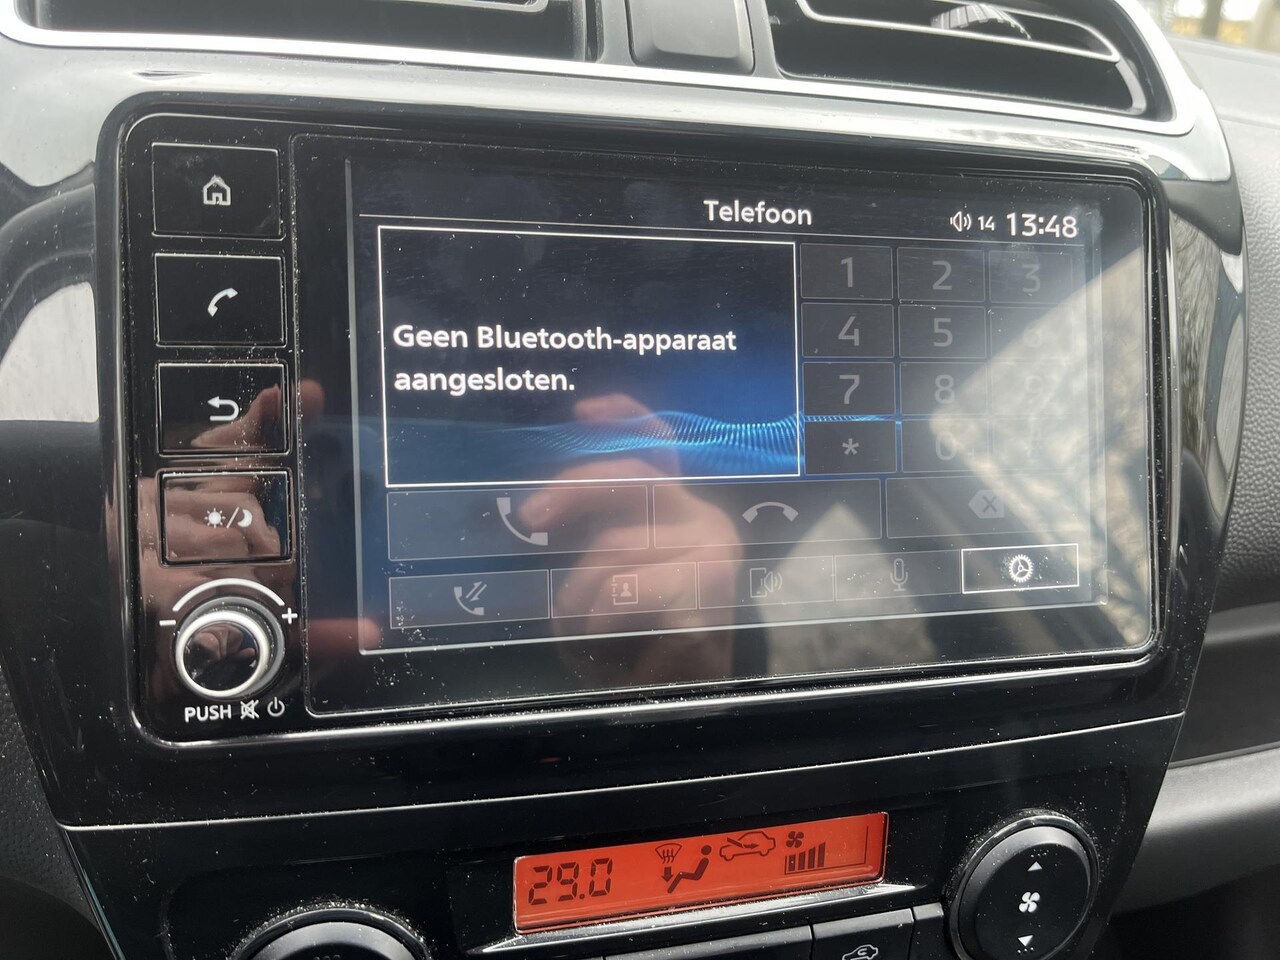 Telefoon
14 13:48
Geen Bluetooth-apparaat
aangesloten.
1 2 3
4 5
7 8
*
- +
PUSH
29.0